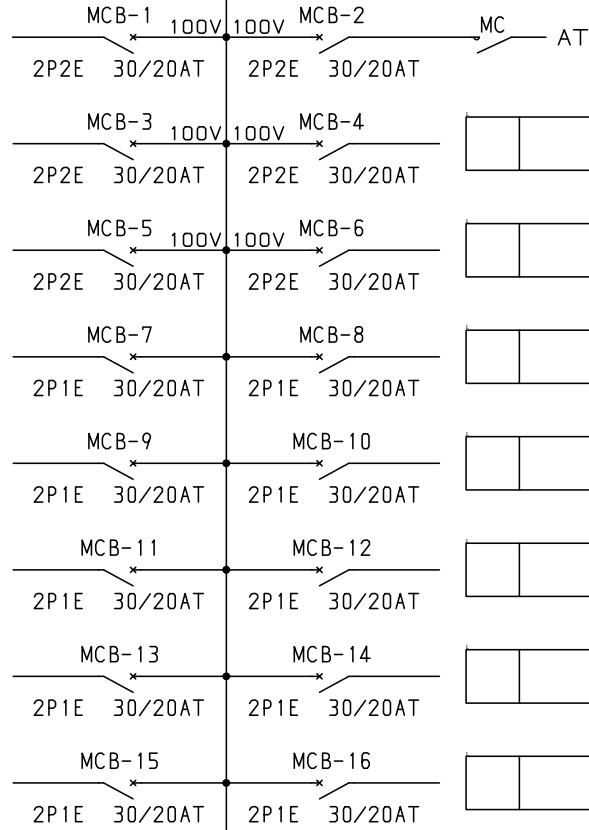 MCB-1 MCB-2
100V 100V MC AT
2P2E 30/20AT 2P2E 30/20AT
MCB-3 MCB-4
100V 100V
2P2E 30/20AT 2P2E 30/20AT
MCB-5 MCB-6
100V 100V
2P2E 30/20AT 2P2E 30/20AT
MCB-7 MCB-8
2P1E 30/20AT 2P1E 30/20AT
MCB-9 MCB-10
2P1E 30/20AT 2P1E 30/20AT
MCB-11 MCB-12
2P1E 30/20AT 2P1E 30/20AT
MCB-13 MCB-14
2P1E 30/20AT 2P1E 30/20AT
MCB-15 MCB-16
2P1E 30/20AT 2P1E 30/20AT